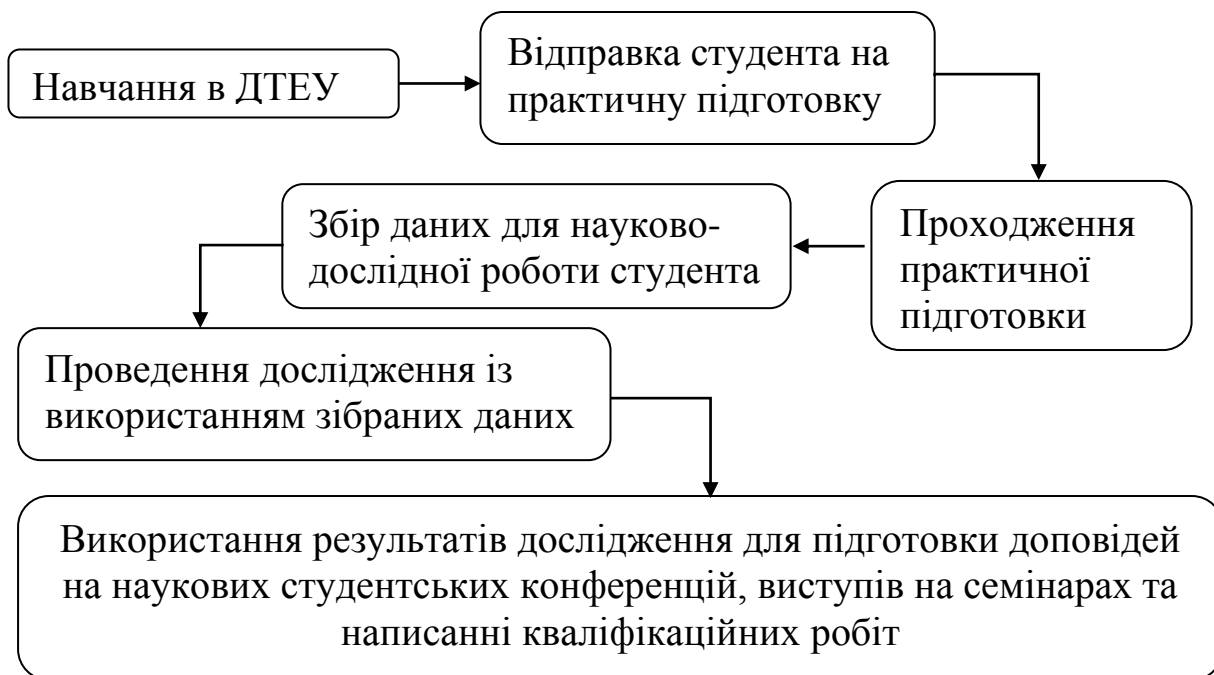 Навчання в ДТЕУ
Відправка студента на
практичну підготовку
Проходження
практичної
підготовки
Збір даних для науково-
дослідної роботи студента
Проведення дослідження із
використанням зібраних даних
Використання результатів дослідження для підготовки доповідей
на наукових студентських конференцій, виступів на семінарах та
написанні кваліфікаційних робіт